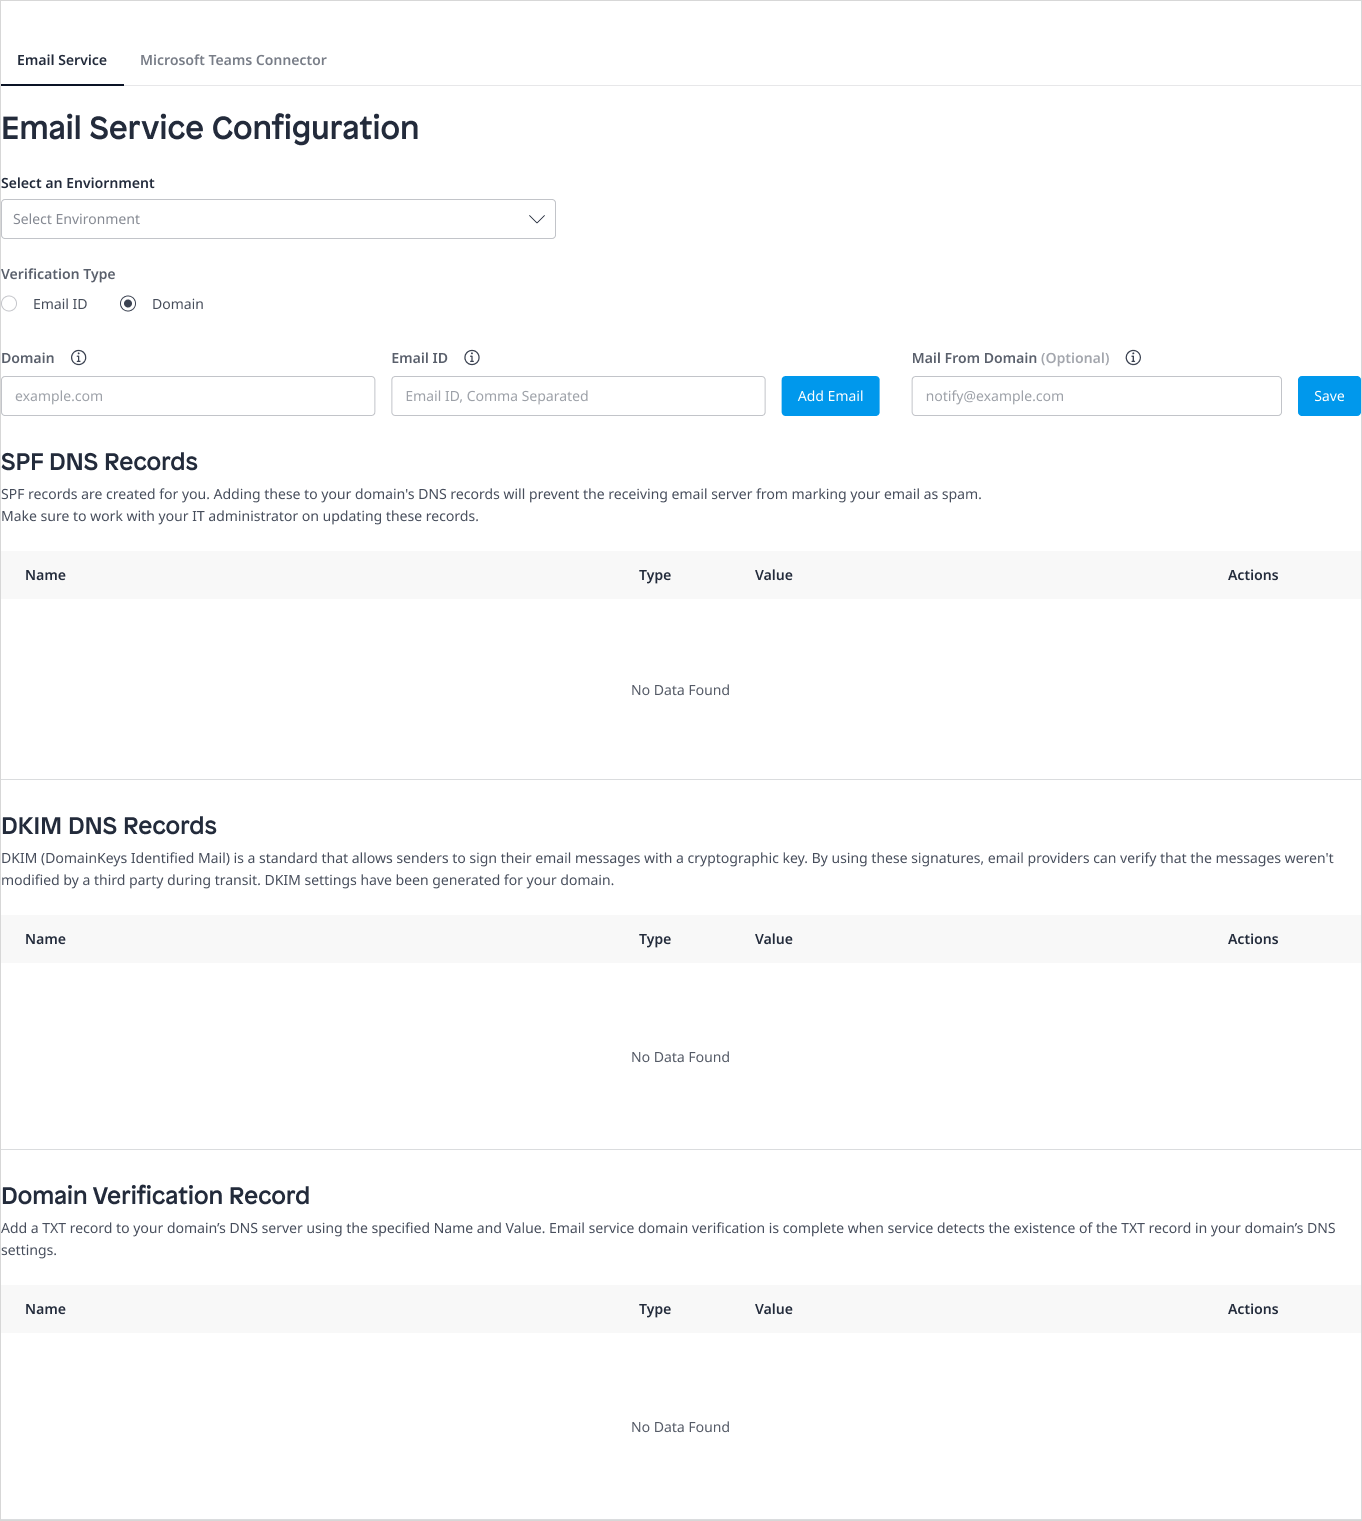 Email Service
Microsoft Teams Connector
Email Service Configuration
Select an Enviornment
Select Environment
Verification Type
Email ID
Domain
Domain
Email ID
Mail From Domain (Optional)
example.com
Email ID, Comma Separated
Add Email
notify@example.com
Save
SPF DNS Records
SPF records are created for you. Adding these to your domain's DNS records will prevent the receiving email server from marking your email as spam.
Make sure to work with your IT administrator on updating these records.
Name Type Value Actions
No Data Found
DKIM DNS Records
DKIM (DomainKeys Identified Mail) is a standard that allows senders to sign their email messages with a cryptographic key. By using these signatures, email providers can verify that the messages weren't
modified by a third party during transit. DKIM settings have been generated for your domain.
Name Type Value Actions
No Data Found
Domain Verification Record
Add a TXT record to your domain’s DNS server using the specified Name and Value. Email service domain verification is complete when service detects the existence of the TXT record in your domain’s DNS
settings.
Name Type Value Actions
No Data Found